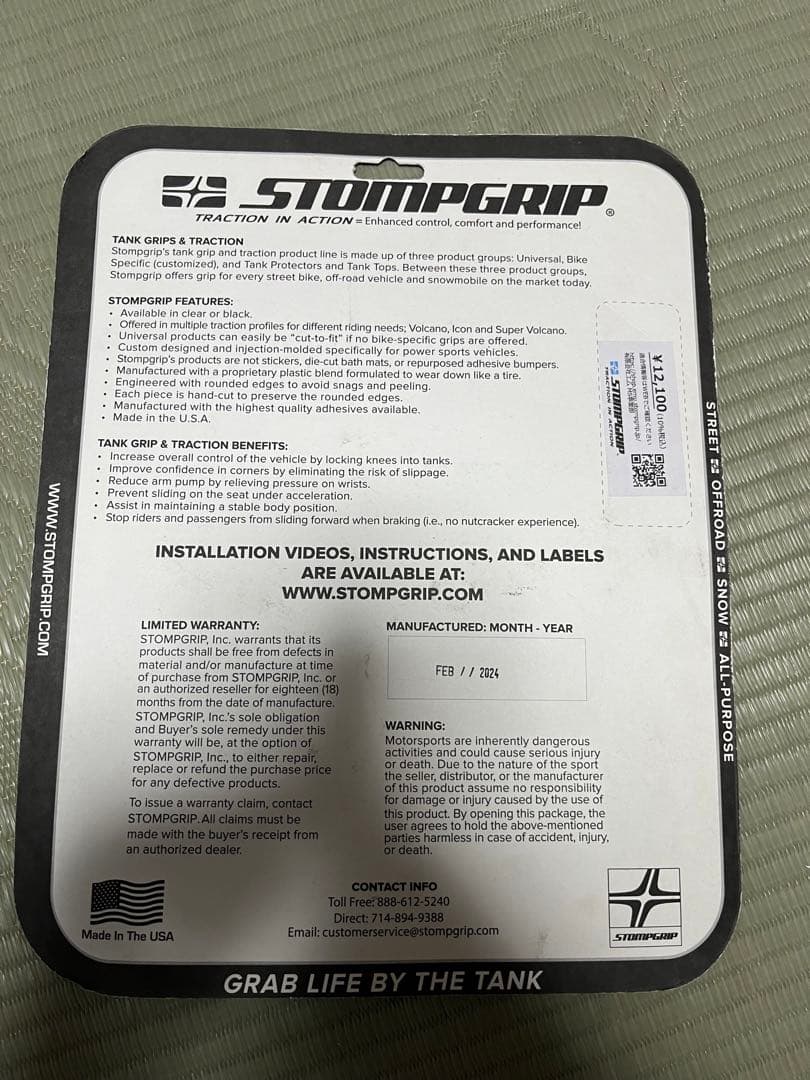 STOMPGRIP®
TRACTION IN ACTION = Enhanced control, comfort and performance!
TANK GRIPS & TRACTION
Stompgrip's tank grip and traction product line is made up of three product groups: Universal, Bike
Specific (customized), and Tank Protectors and Tank Tops. Between these three product groups,
Stompgrip offers grip for every street bike, off-road vehicle and snowmobile on the market today.
STOMPGRIP FEATURES:
• Available in clear or black.
• Offered in multiple traction profiles for different riding needs; Volcano, Icon and Super Volcano.
• Universal products can easily be "cut-to-fit" if no bike-specific grips are offered.
• Custom designed and injection-molded specifically for power sports vehicles.
• Stompgrip's products are not stickers, die-cut bath mats, or repurposed adhesive bumpers.
• Manufactured with a proprietary plastic blend formulated to wear down like a tire.
• Engineered with rounded edges to avoid snags and peeling.
• Each piece is hand-cut to preserve the rounded edges.
• Manufactured with the highest quality adhesives available.
• Made in the U.S.A.
TANK GRIP & TRACTION BENEFITS:
• Increase overall control of the vehicle by locking knees into tanks.
• Improve confidence in corners by eliminating the risk of slippage.
• Reduce arm pump by relieving pressure on wrists.
• Prevent sliding on the seat under acceleration.
• Assist in maintaining a stable body position.
• Stop riders and passengers from sliding forward when braking (i.e., no nutcracker experience).
¥12,100 (10%税込)
適合情報等はWEBでご確認ください
STOMPGRIP
TRACTION IN ACTION
INSTALLATION VIDEOS, INSTRUCTIONS, AND LABELS
ARE AVAILABLE AT:
WWW.STOMPGRIP.COM
LIMITED WARRANTY:
STOMPGRIP, Inc. warrants that its
products shall be free from defects in
material and/or manufacture at time
of purchase from STOMPGRIP, Inc. or
an authorized reseller for eighteen (18)
months from the date of manufacture.
STOMPGRIP, Inc.'s sole obligation
and Buyer's sole remedy under this
warranty will be, at the option of
STOMPGRIP, Inc., to either repair,
replace or refund the purchase price
for any defective products.
To issue a warranty claim, contact
STOMPGRIP. All claims must be
made with the buyer's receipt from
an authorized dealer.
MANUFACTURED: MONTH - YEAR
FEB / / 2024
WARNING:
Motorsports are inherently dangerous
activities and could cause serious injury
or death. Due to the nature of the sport
the seller, distributor, or the manufacturer
of this product assume no responsibility
for damage or injury caused by the use of
this product. By opening this package, the
user agrees to hold the above-mentioned
parties harmless in case of accident, injury,
or death.
Made In The USA
CONTACT INFO
Toll Free: 888-612-5240
Direct: 714-894-9388
Email: customerservice@stompgrip.com
STOMPGRIP
GRAB LIFE BY THE TANK
WWW.STOMPGRIP.COM
STREET OFFROAD SNOW ALL-PURPOSE